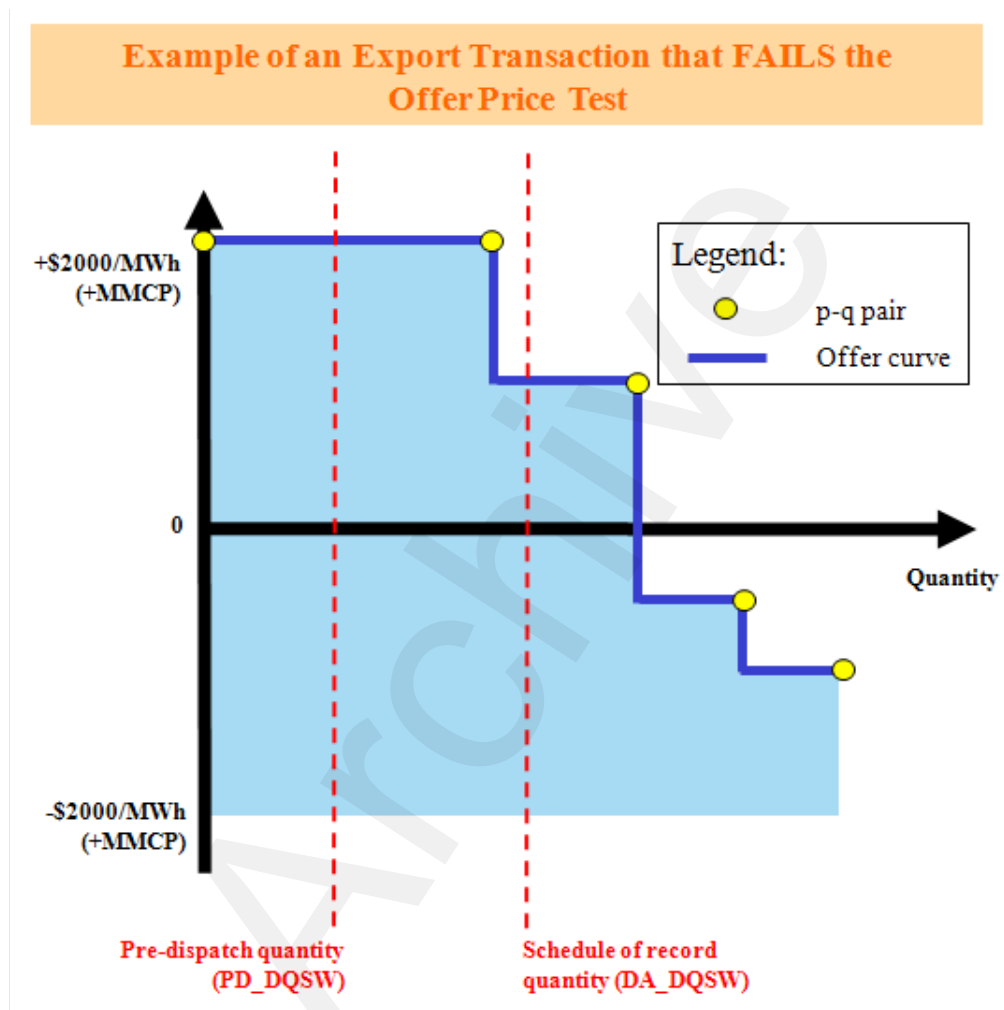 Example of an Export Transaction that FAILS the
Offer Price Test
+$2000/MWh
(+MMCP)
Legend:
p-q pair
Offer curve
0
Quantity
-$2000/MWh
(+MMCP)
Pre-dispatch quantity
(PD_DQSW)
Schedule of record
quantity (DA_DQSW)
Archive